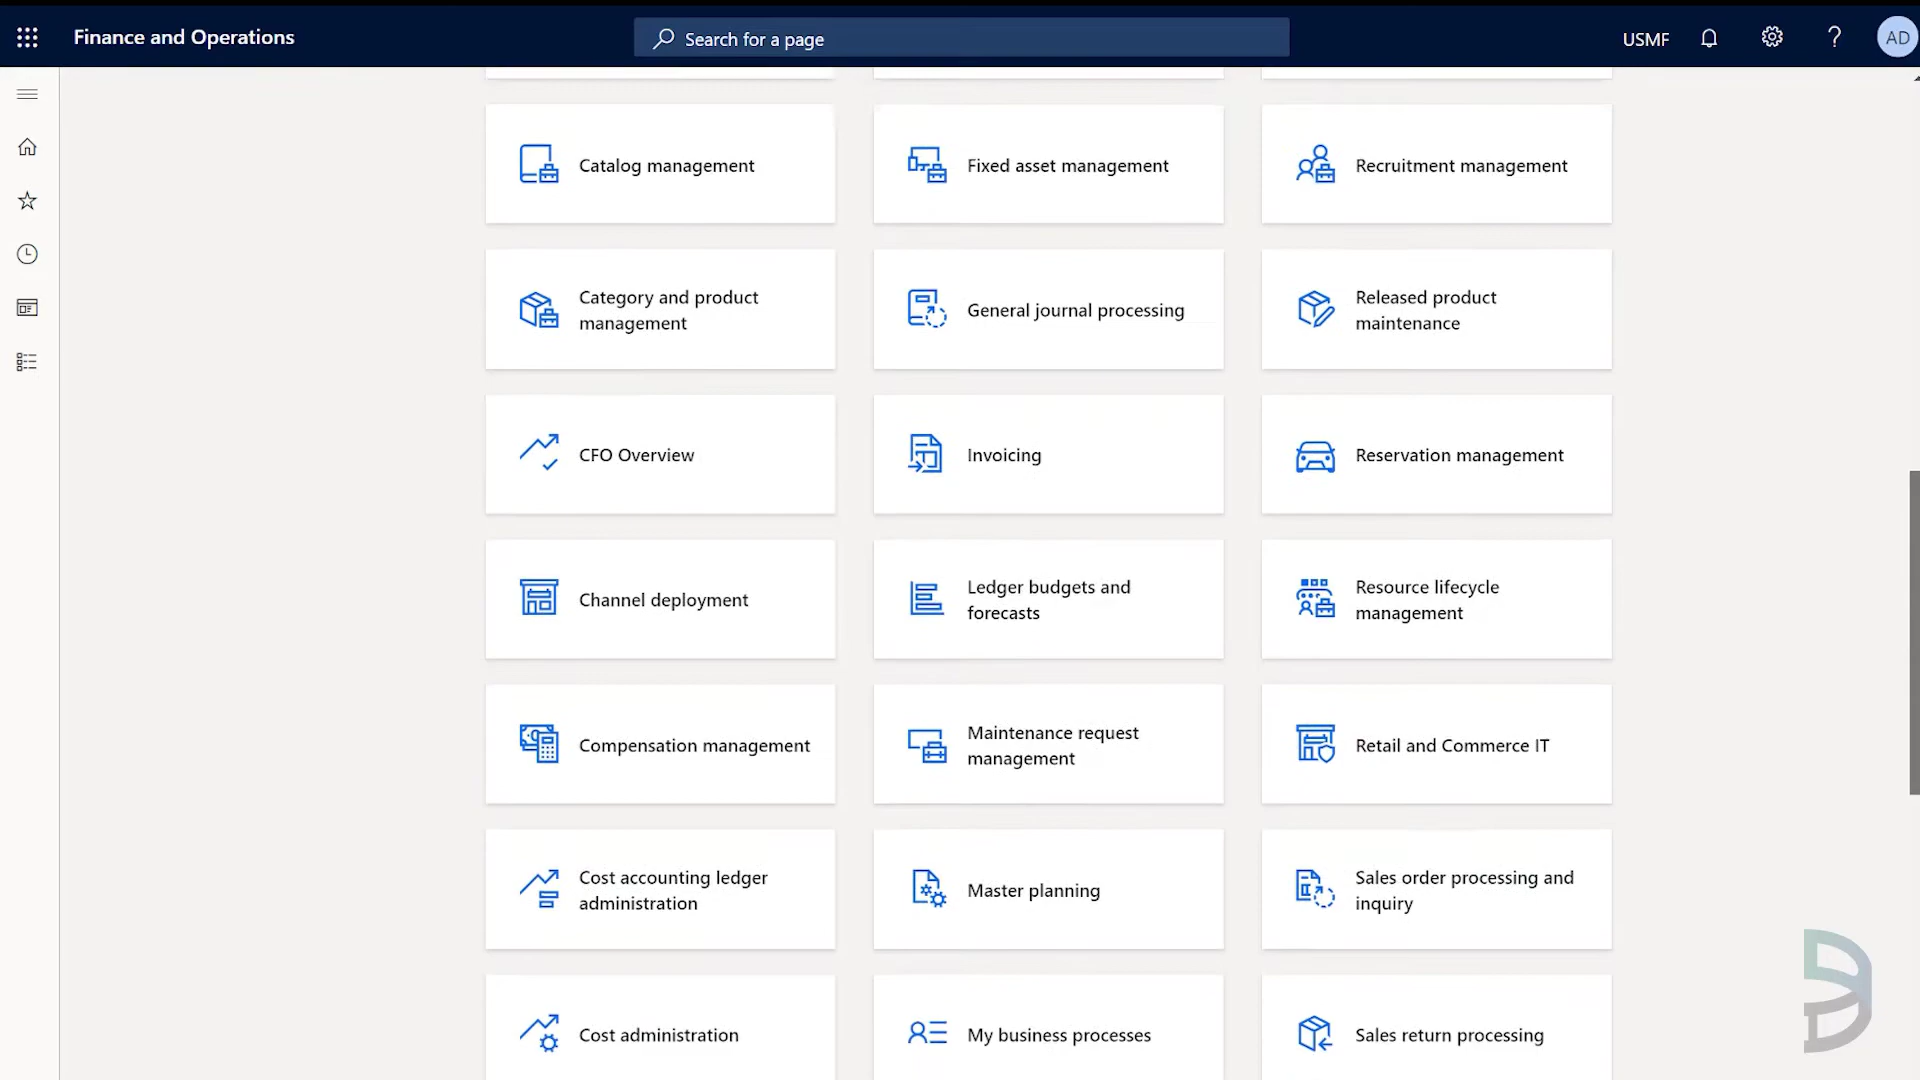 Finance and Operations
Search for a page
USMF
?
AD
Catalog management
Fixed asset management
Recruitment management
Category and product
management
General journal processing
Released product
maintenance
CFO Overview
Invoicing
Reservation management
Channel deployment
Ledger budgets and
forecasts
Resource lifecycle
management
Compensation management
Maintenance request
management
Retail and Commerce IT
Cost accounting ledger
administration
Master planning
Sales order processing and
inquiry
Cost administration
My business processes
Sales return processing